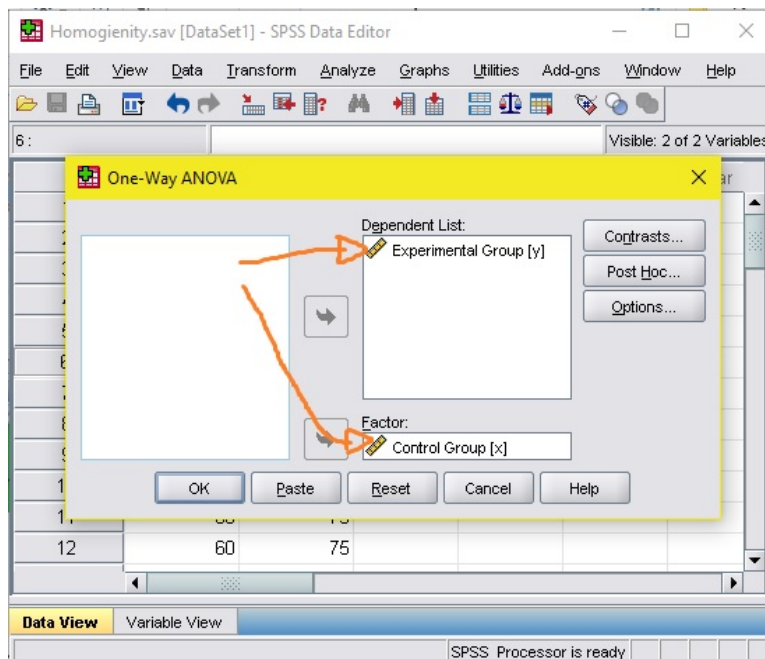 Homogienity.sav [DataSet1] - SPSS Data Editor
File Edit View Data Transform Analyze Graphs Utilities Add-ons Window Help
6 :
Visible: 2 of 2 Variables
One-Way ANOVA
Dependent List:
Experimental Group [y]
Contrasts...
Post Hoc...
Options...
Factor:
Control Group [x]
OK Paste Reset Cancel Help
12 60 75
Data View Variable View
SPSS Processor is ready